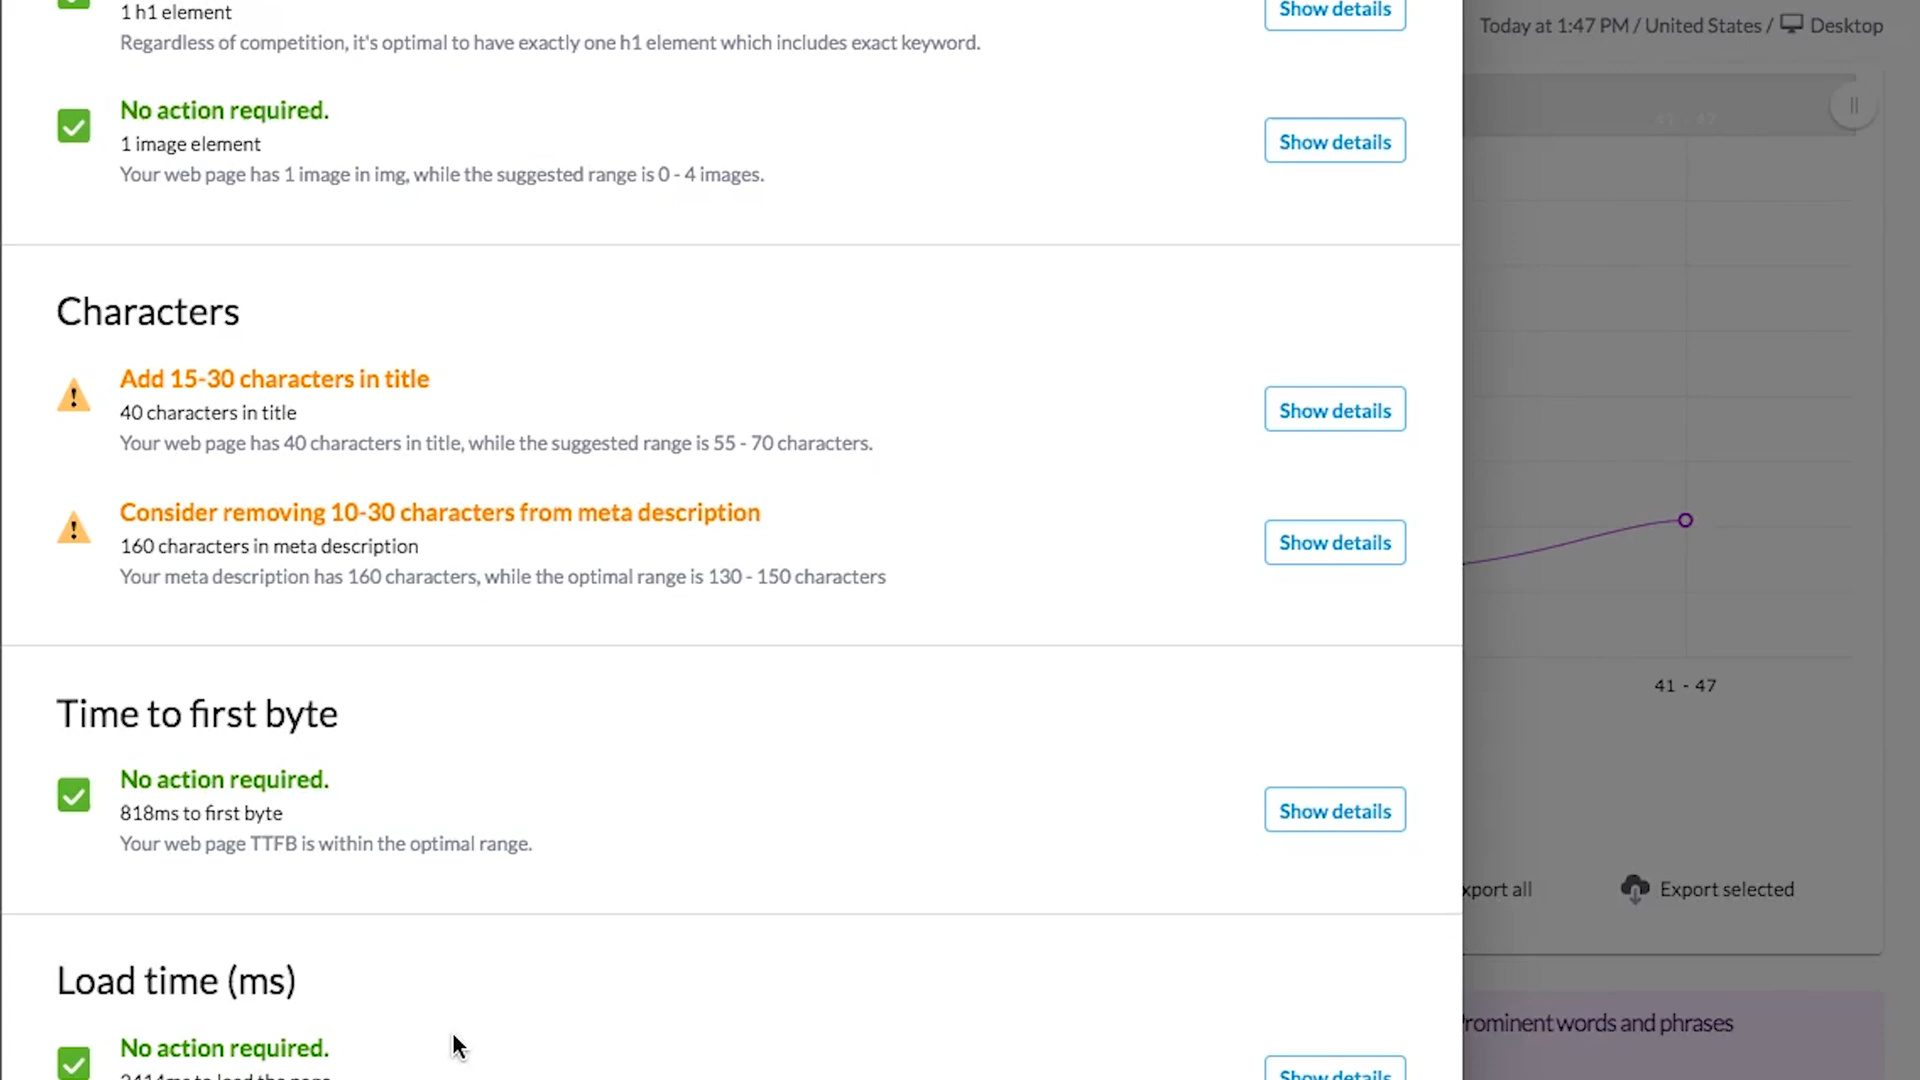 1 h1 element
Show details
Today at 1:47 PM / United States / Desktop
Regardless of competition, it's optimal to have exactly one h1 element which includes exact keyword.
No action required.
1 image element
Show details
Your web page has 1 image in img, while the suggested range is 0 - 4 images.
Characters
Add 15-30 characters in title
40 characters in title
Show details
Your web page has 40 characters in title, while the suggested range is 55 - 70 characters.
Consider removing 10-30 characters from meta description
160 characters in meta description
Show details
Your meta description has 160 characters, while the optimal range is 130 - 150 characters
41 - 47
Time to first byte
No action required.
818ms to first byte
Show details
Your web page TTFB is within the optimal range.
xport all
Export selected
Load time (ms)
rominent words and phrases
No action required.
Show details